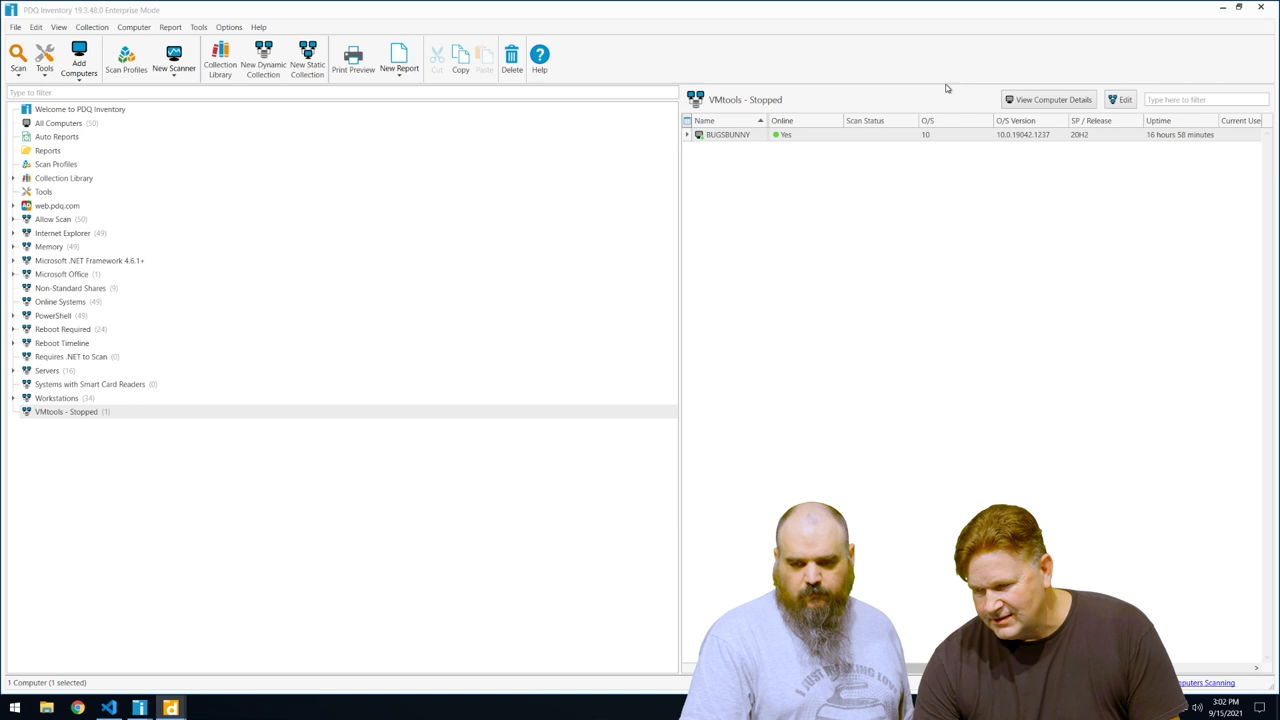 PDQ Inventory 19.3.48.0 Enterprise Mode
File Edit View Collection Computer Report Tools Options Help
Scan Tools Add Computers Scan Profiles New Scanner Collection Library New Dynamic Collection New Static Collection Print Preview New Report Cut Copy Paste Delete Help
Type to filter
Welcome to PDQ Inventory
All Computers (50)
Auto Reports
Reports
Scan Profiles
Collection Library
Tools
web.pdq.com
Allow Scan (50)
Internet Explorer (49)
Memory (49)
Microsoft .NET Framework 4.6.1+
Microsoft Office (1)
Non-Standard Shares (9)
Online Systems (49)
PowerShell (49)
Reboot Required (24)
Reboot Timeline
Requires .NET to Scan (0)
Servers (16)
Systems with Smart Card Readers (0)
Workstations (34)
VMtools - Stopped (1)
VMtools - Stopped View Computer Details Edit Type here to filter
Name Online Scan Status O/S O/S Version SP / Release Uptime Current Use
BUGSBUNNY Yes 10 10.0.19042.1237 20H2 16 hours 58 minutes
I JUST
1 Computer (1 selected)
mputers Scanning
3:02 PM
9/15/2021